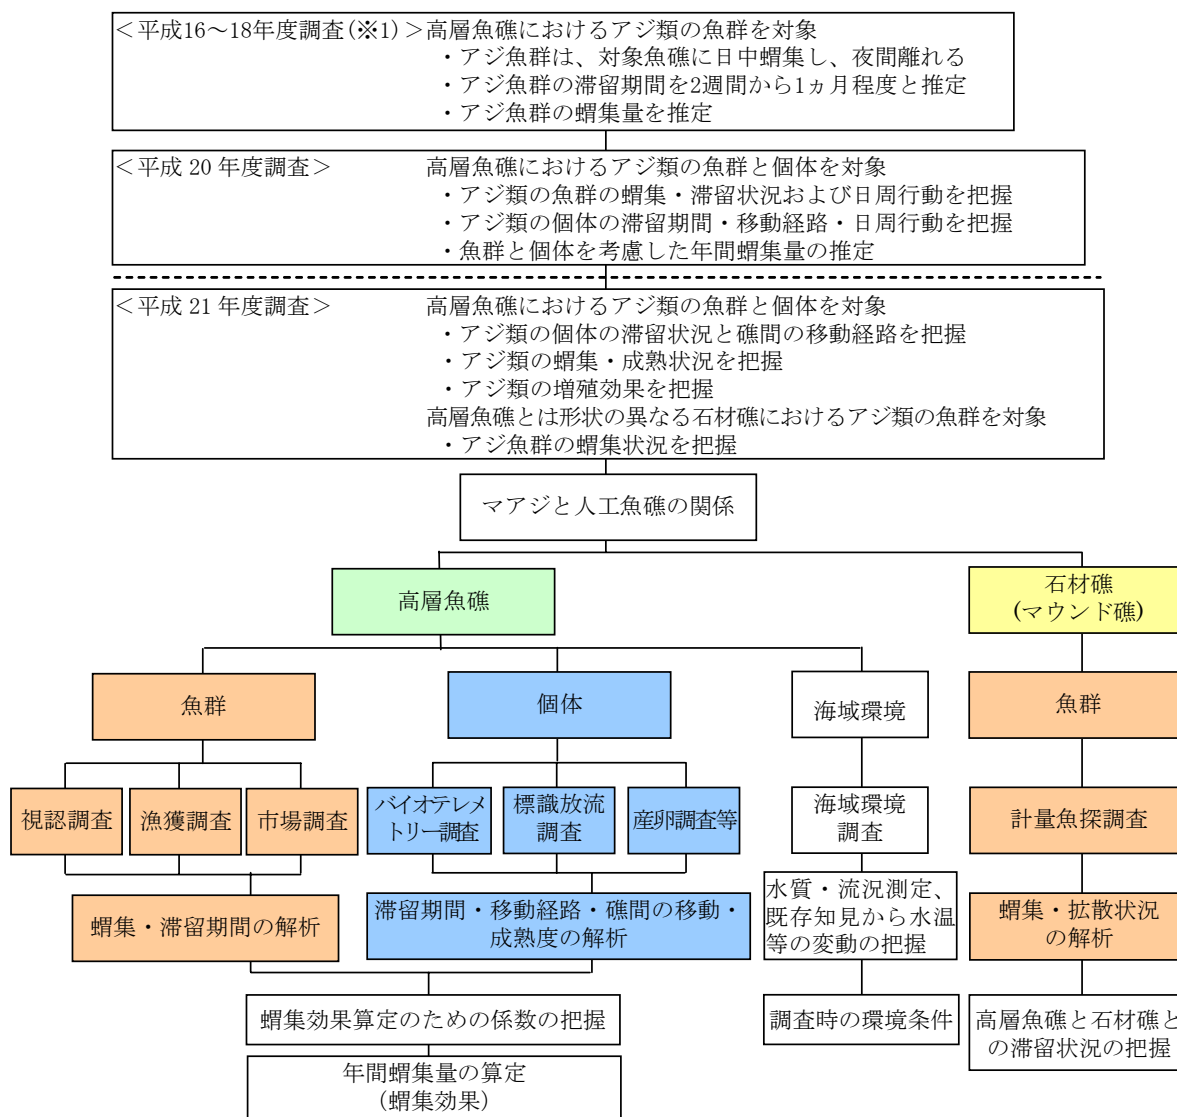 ＜平成16～18年度調査(※1)＞高層魚礁におけるアジ類の魚群を対象
・アジ魚群は、対象魚礁に日中蝟集し、夜間離れる
・アジ魚群の滞留期間を2週間から1ヵ月程度と推定
・アジ魚群の蝟集量を推定
＜平成 20 年度調査＞ 高層魚礁におけるアジ類の魚群と個体を対象
・アジ類の魚群の蝟集・滞留状況および日周行動を把握
・アジ類の個体の滞留期間・移動経路・日周行動を把握
・魚群と個体を考慮した年間蝟集量の推定
＜平成 21 年度調査＞ 高層魚礁におけるアジ類の魚群と個体を対象
・アジ類の個体の滞留状況と礁間の移動経路を把握
・アジ類の蝟集・成熟状況を把握
・アジ類の増殖効果を把握
高層魚礁とは形状の異なる石材礁におけるアジ類の魚群を対象
・アジ魚群の蝟集状況を把握
マアジと人工魚礁の関係
高層魚礁
石材礁
(マウンド礁)
魚群
個体
海域環境
魚群
視認調査
漁獲調査
市場調査
バイオテレメ
トリー調査
標識放流
調査
産卵調査等
海域環境
調査
計量魚探調査
蝟集・滞留期間の解析
滞留期間・移動経路・礁間の移動・
成熟度の解析
水質・流況測定、
既存知見から水温
等の変動の把握
蝟集・拡散状況
の解析
蝟集効果算定のための係数の把握
調査時の環境条件
高層魚礁と石材礁と
の滞留状況の把握
年間蝟集量の算定
（蝟集効果）